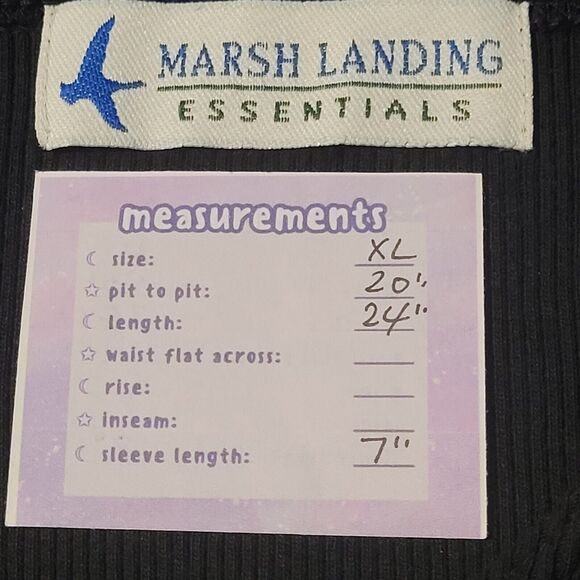 MARSH LANDING
ESSENTIALS
measurements
size: XL
pit to pit: 20"
length: 24"
waist flat across:
rise:
inseam:
sleeve length: 7"